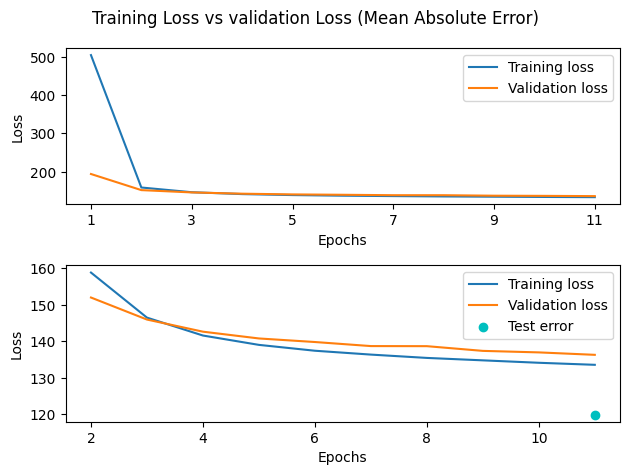 Training Loss vs validation Loss (Mean Absolute Error)
500
400
300
200
Loss
Training loss
Validation loss
1 3 5 7 9 11
Epochs
160
150
140
130
120
Loss
Training loss
Validation loss
Test error
2 4 6 8 10
Epochs